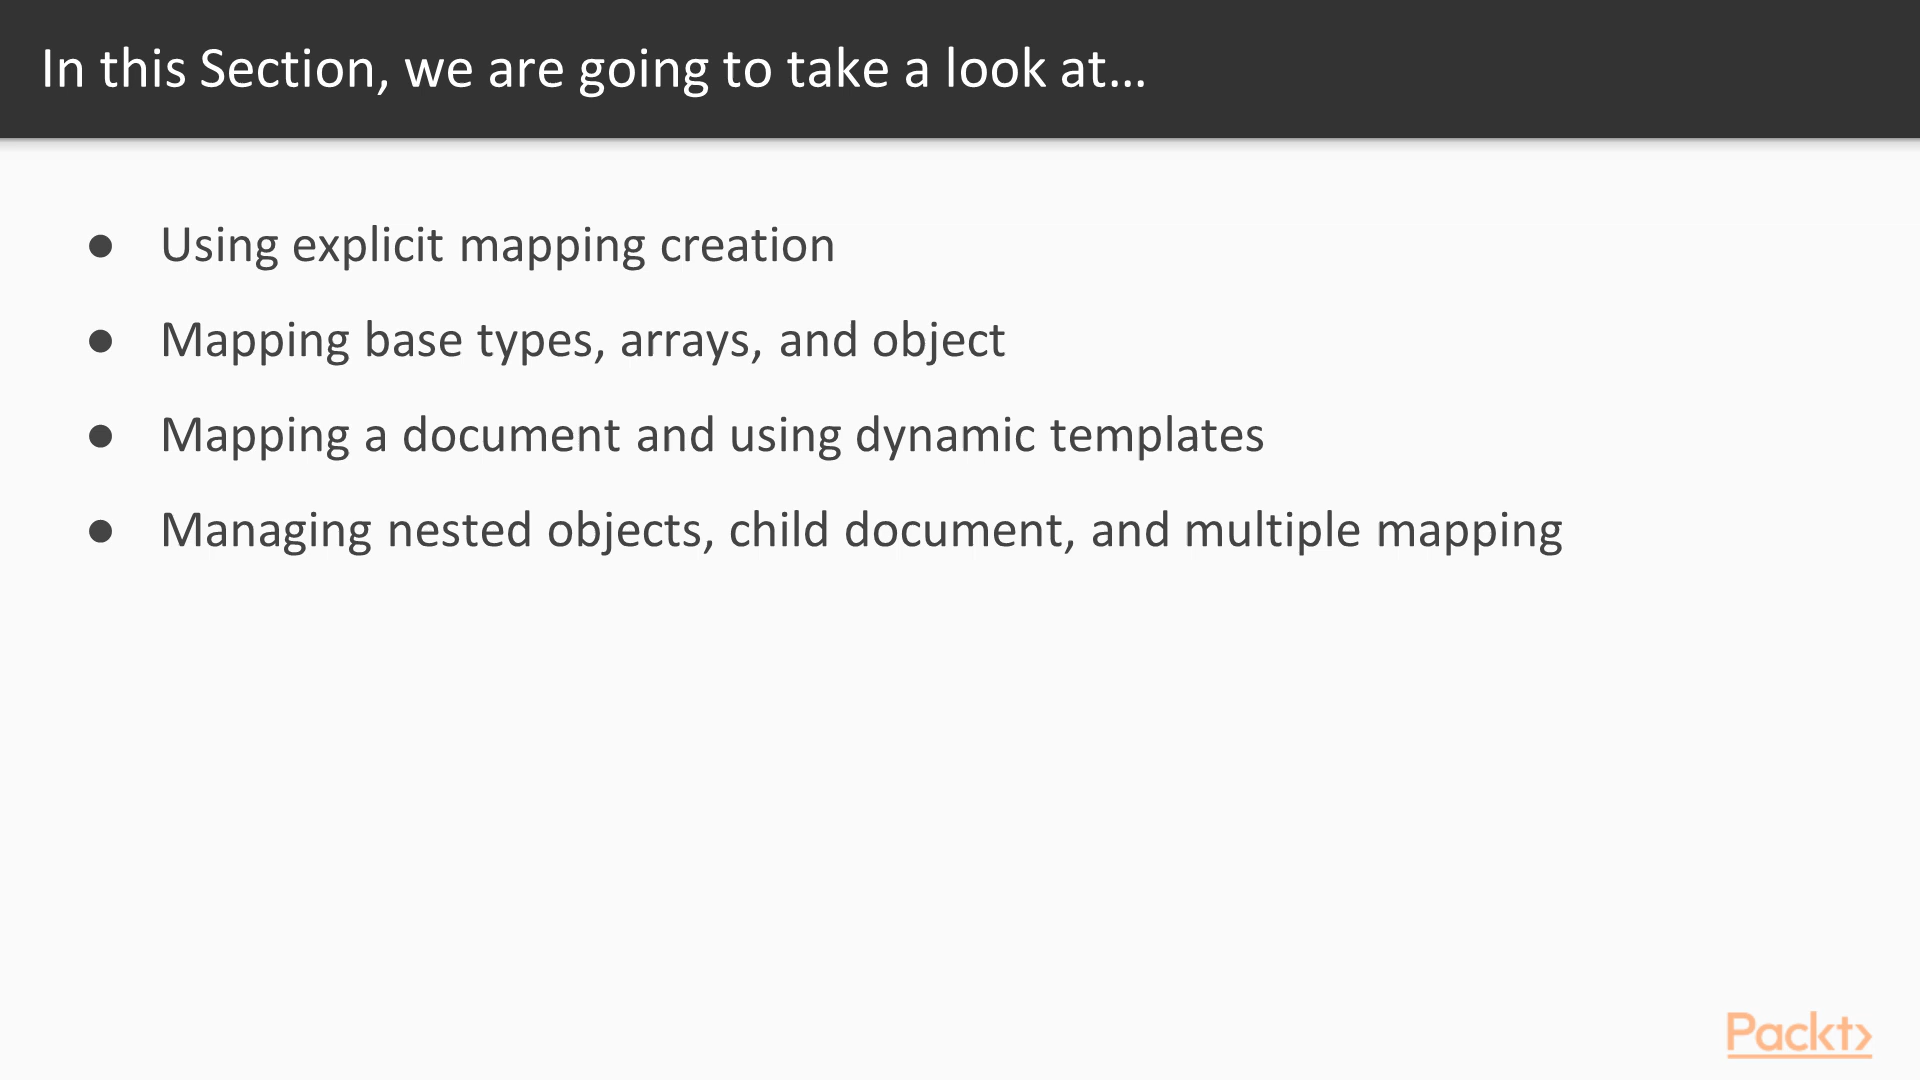 In this Section, we are going to take a look at...
● Using explicit mapping creation
● Mapping base types, arrays, and object
● Mapping a document and using dynamic templates
● Managing nested objects, child document, and multiple mapping
Packt>